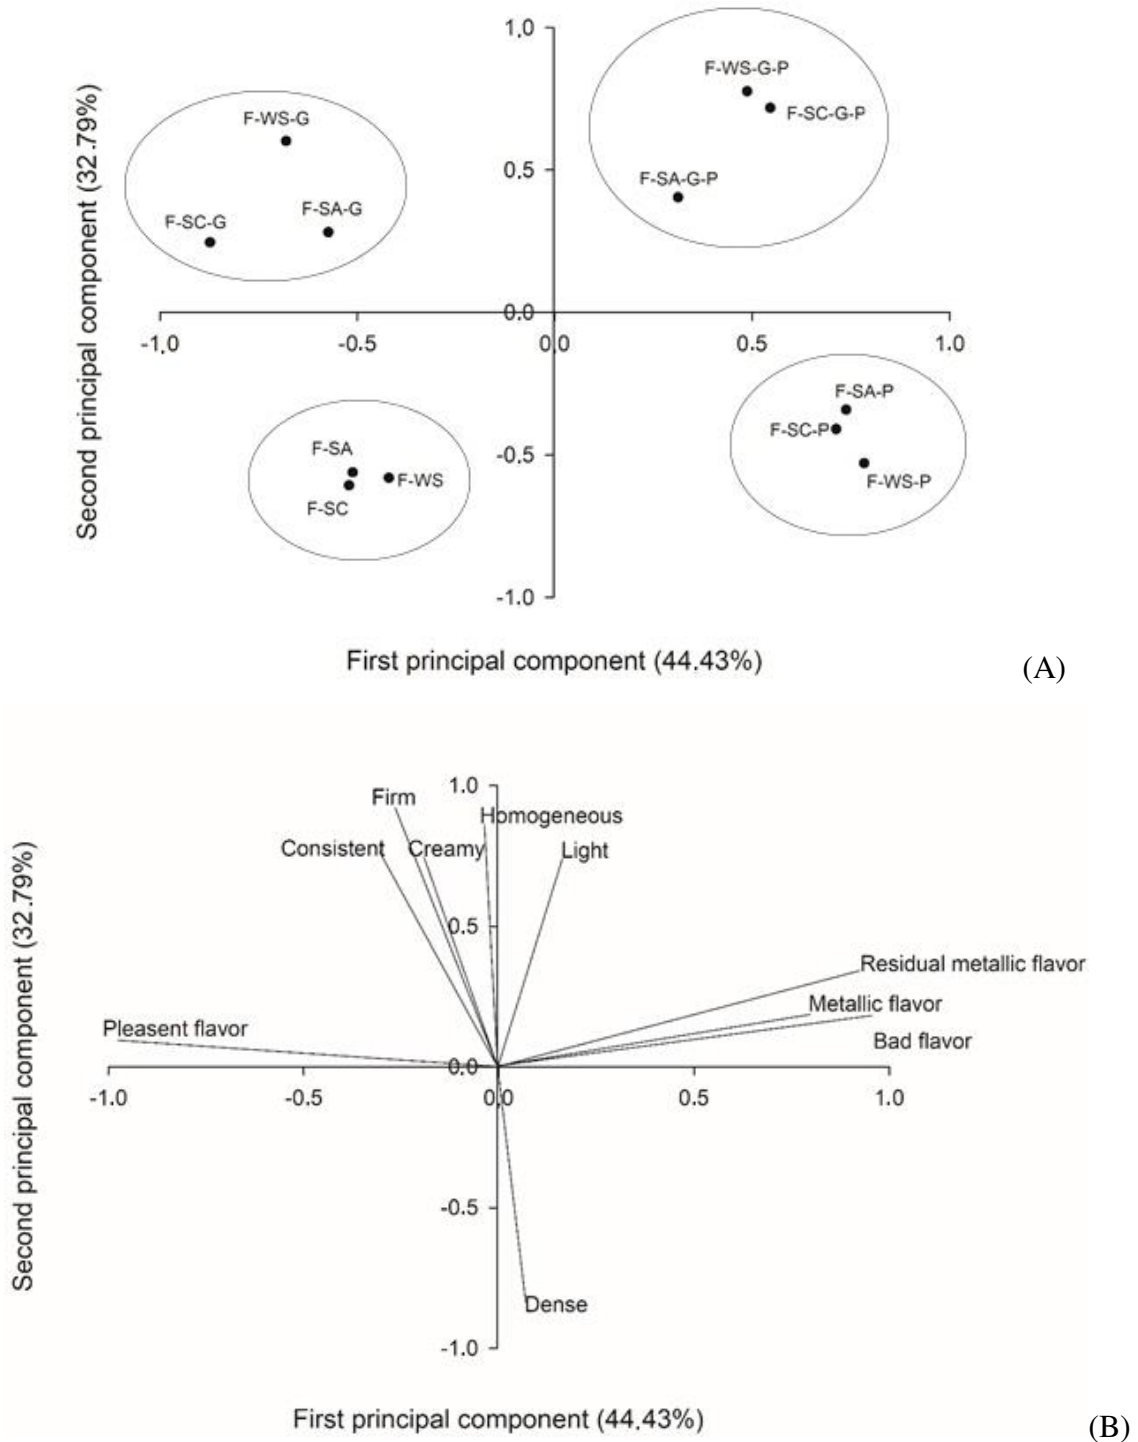 1.0
F-WS-G-P
F-SC-G-P
F-WS-G
0.5
F-SA-G-P
F-SA-G
F-SC-G
Second principal component (32.79%)
0.0
-1.0
-0.5
0.0
0.5
1.0
F-SA-P
F-SC-P
F-WS-P
-0.5
F-SA
F-WS
F-SC
-1.0
First principal component (44.43%)
(A)
1.0
Firm
Homogeneous
Consistent
Creamy
Light
0.5
Residual metallic flavor
Metallic flavor
Bad flavor
Pleasent flavor
Second principal component (32.79%)
0.0
-1.0
-0.5
0.0
0.5
1.0
-0.5
Dense
-1.0
First principal component (44.43%)
(B)